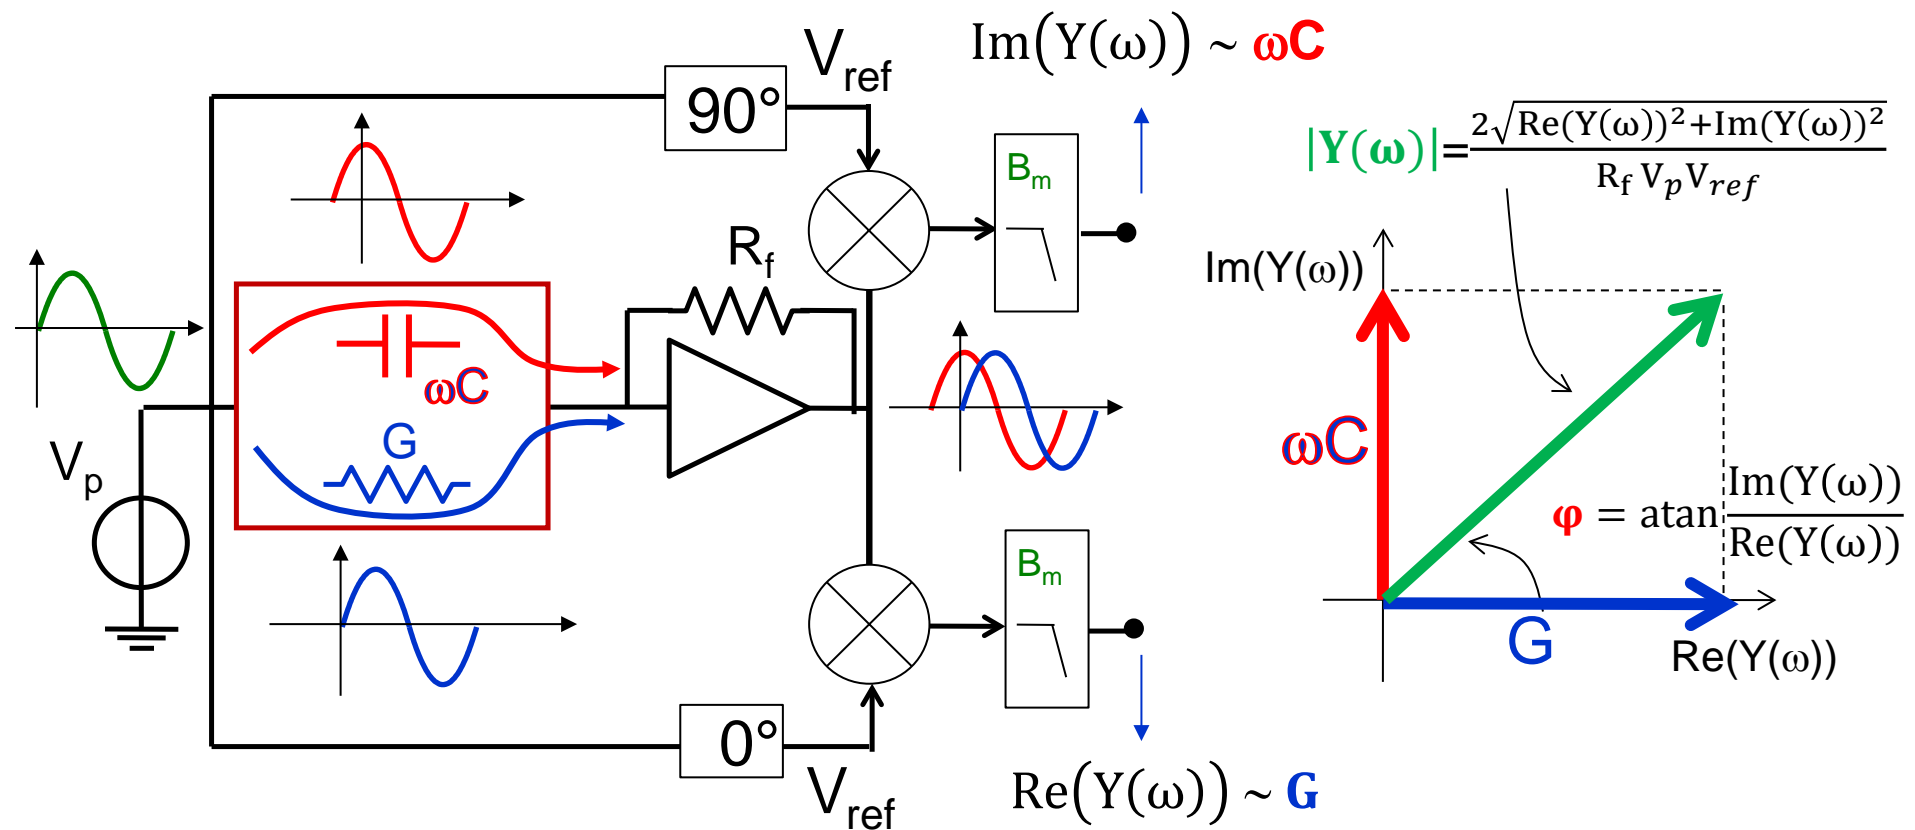 V_ref
90°
Im(Y(ω)) ~ ωC
B_m
|Y(ω)|=2√Re(Y(ω))²+Im(Y(ω))² / R_f V_p V_ref
R_f
Im(Y(ω))
ωC
G
V_p
ωC
φ = atan Im(Y(ω)) / Re(Y(ω))
B_m
G
Re(Y(ω))
0°
V_ref
Re(Y(ω)) ~ G